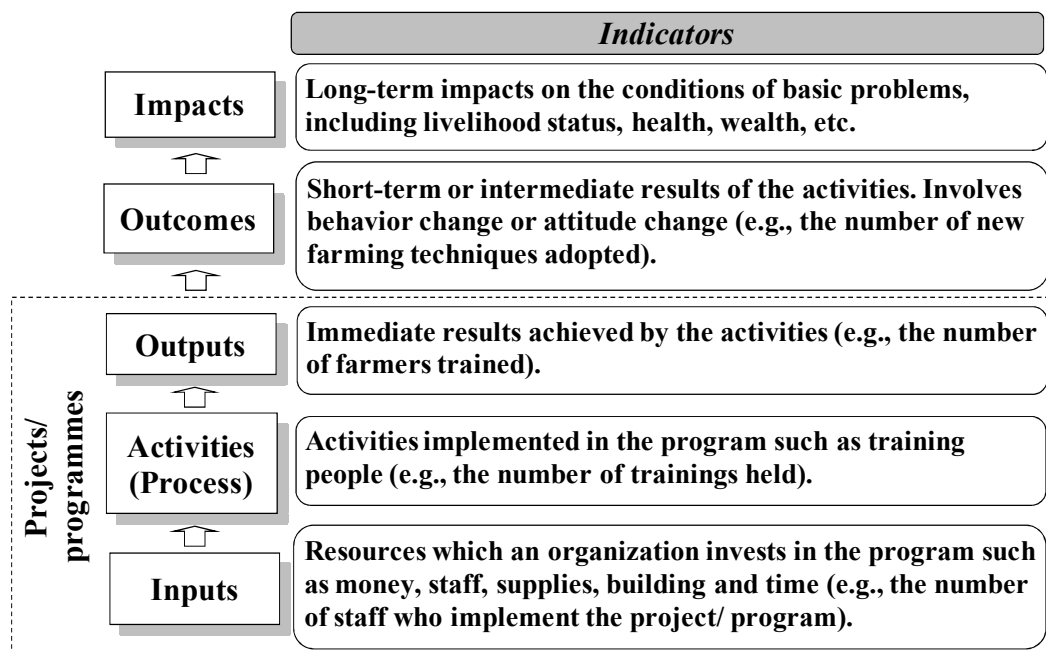 Indicators
Impacts
Long-term impacts on the conditions of basic problems,
including livelihood status, health, wealth, etc.
Outcomes
Short-term or intermediate results of the activities. Involves
behavior change or attitude change (e.g., the number of new
farming techniques adopted).
Projects/
programmes
Outputs
Immediate results achieved by the activities (e.g., the number
of farmers trained).
Activities
(Process)
Activities implemented in the program such as training
people (e.g., the number of trainings held).
Inputs
Resources which an organization invests in the program such
as money, staff, supplies, building and time (e.g., the number
of staff who implement the project/ program).